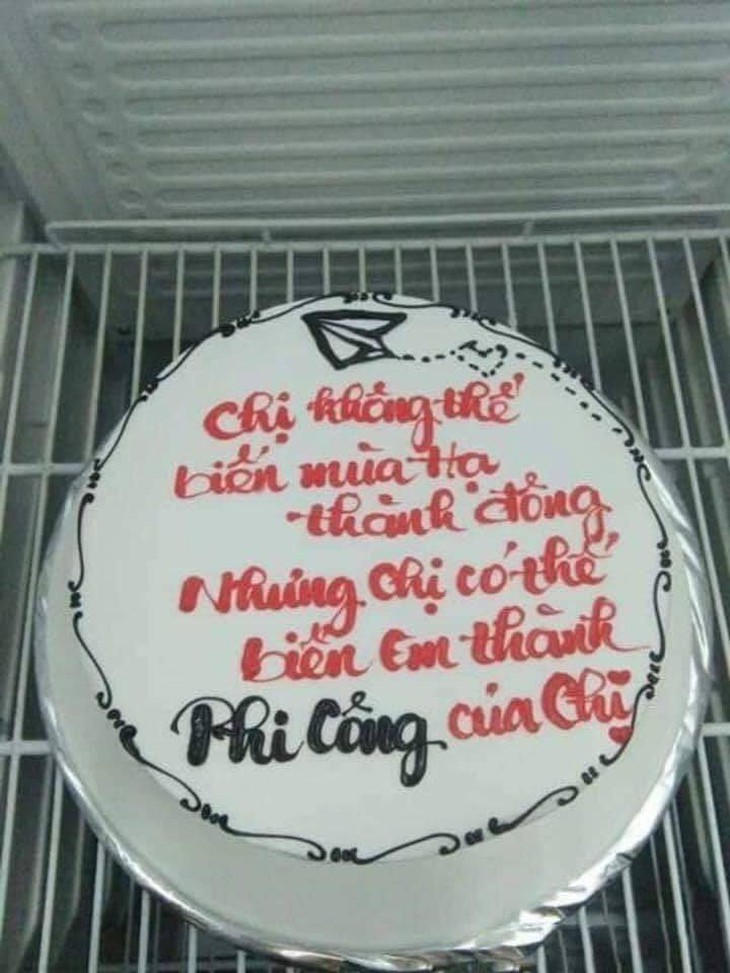 Chị không thể
biến mùa Hạ
thành đông
Nhưng Chị có thể
biến Em thành
Phi Công của Chị